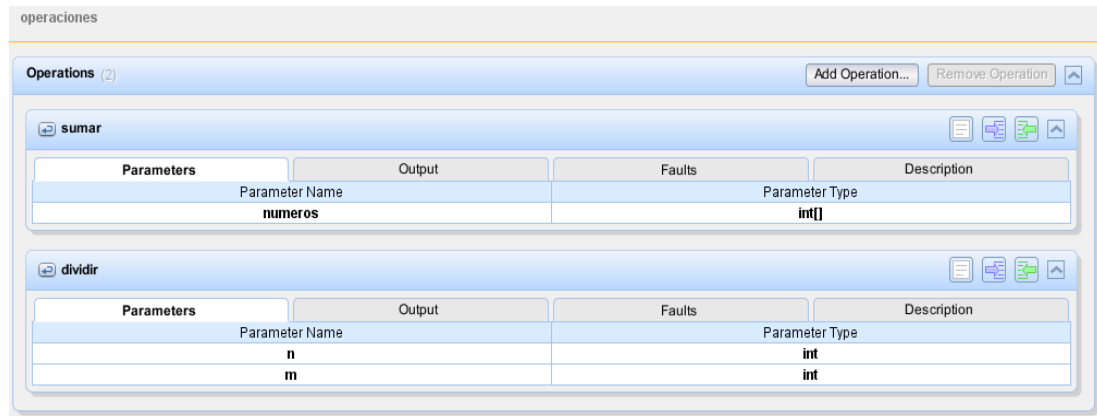 operaciones
Operations (2) Add Operation... Remove Operation
sumar
Parameters Output Faults Description
Parameter Name Parameter Type
numeros int[]
dividir
Parameters Output Faults Description
Parameter Name Parameter Type
n int
m int